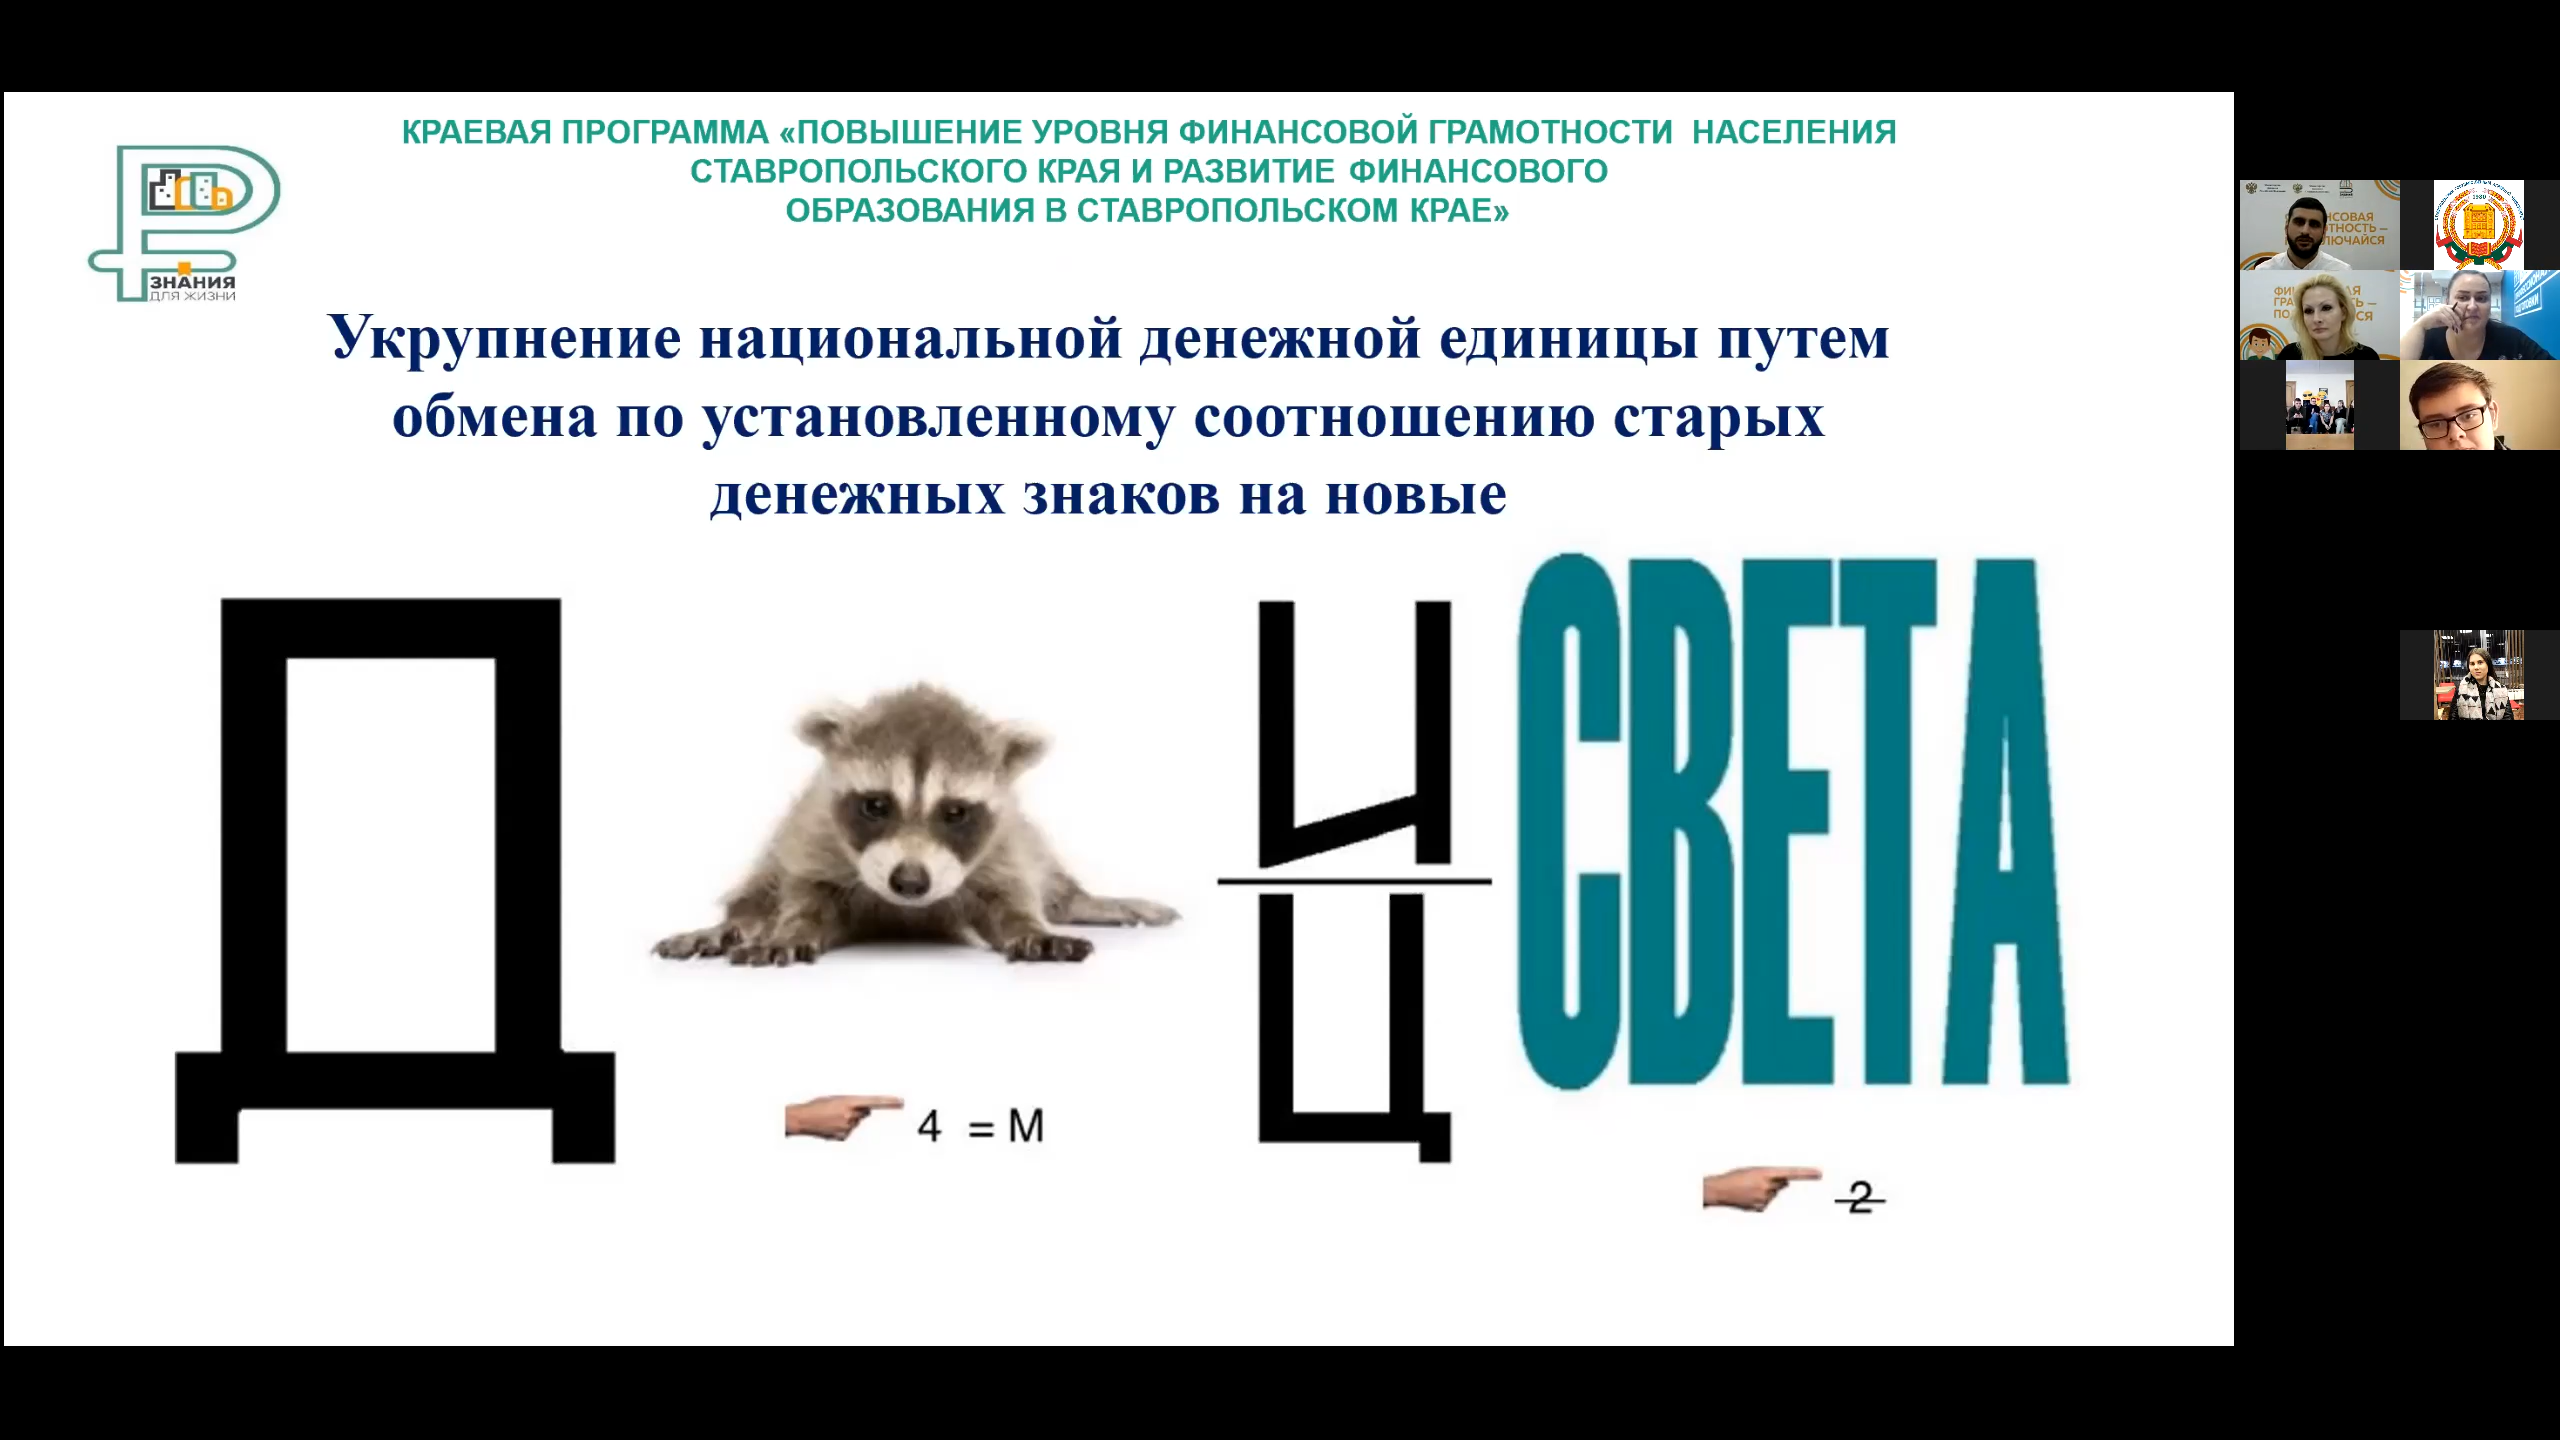 КРАЕВАЯ ПРОГРАММА «ПОВЫШЕНИЕ УРОВНЯ ФИНАНСОВОЙ ГРАМОТНОСТИ НАСЕЛЕНИЯ
СТАВРОПОЛЬСКОГО КРАЯ И РАЗВИТИЕ ФИНАНСОВОГО
ОБРАЗОВАНИЯ В СТАВРОПОЛЬСКОМ КРАЕ»
ЗНАНИЯ
ДЛЯ ЖИЗНИ
Укрупнение национальной денежной единицы путем
обмена по установленному соотношению старых
денежных знаков на новые
Д
И
Ц
СВЕТА
4 = М
2
1930